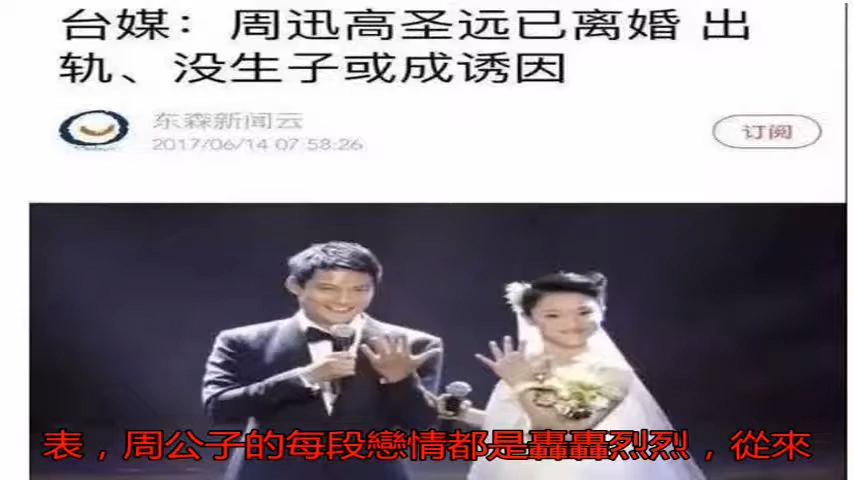 台媒：周迅高圣远已离婚 出
轨、没生子或成诱因
东森新闻云
2017/06/14 07:58:26
订阅
表，周公子的每段戀情都是轟轟烈烈，從來